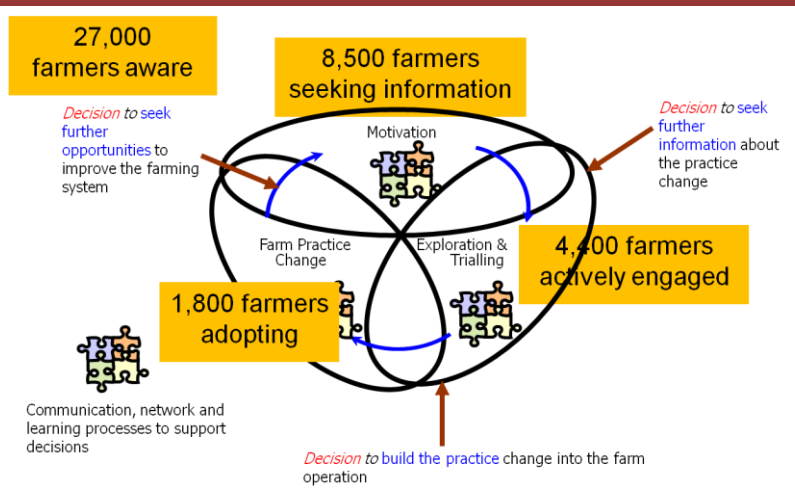 27,000
farmers aware
8,500 farmers
seeking information
Decision to seek
further
opportunities to
improve the farming
system
Motivation
Decision to seek
further
information about
the practice
change
Farm Practice
Change
Exploration &
Trialling
4,400 farmers
actively engaged
1,800 farmers
adopting
Communication, network and
learning processes to support
decisions
Decision to build the practice change into the farm
operation